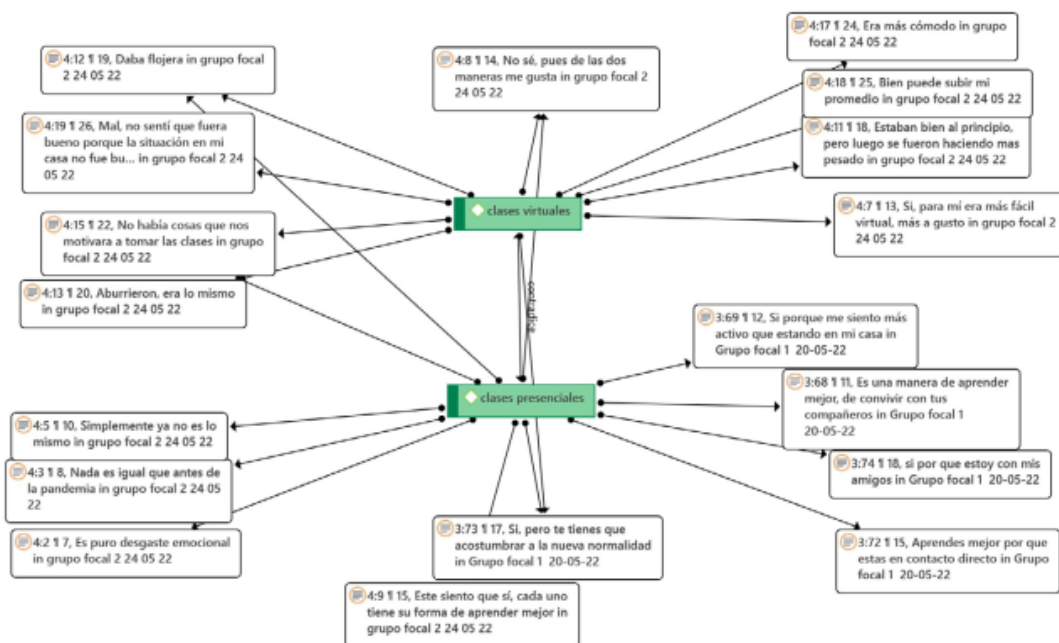 4:12 ¶ 19, Daba flojera in grupo focal
2 24 05 22
4:8 ¶ 14, No sé, pues de las dos
maneras me gusta in grupo focal 2
24 05 22
4:17 ¶ 24, Era más cómodo in grupo
focal 2 24 05 22
4:18 ¶ 25, Bien puede subir mi
promedio in grupo focal 2 24 05 22
4:19 ¶ 26, Mal, no sentí que fuera
bueno porque la situación en mi
casa no fue bu... in grupo focal 2 24
05 22
4:11 ¶ 18, Estaban bien al principio,
pero luego se fueron haciendo mas
pesado in grupo focal 2 24 05 22
clases virtuales
4:7 ¶ 13, Si, para mí era más fácil
virtual, más a gusto in grupo focal 2
24 05 22
4:15 ¶ 22, No había cosas que nos
motivara a tomar las clases in grupo
focal 2 24 05 22
4:13 ¶ 20, Aburrieron, era lo mismo
in grupo focal 2 24 05 22
contradice
3:69 ¶ 12, Si porque me siento más
activo que estando en mi casa in
Grupo focal 1 20-05-22
clases presenciales
3:68 ¶ 11, Es una manera de aprender
mejor, de convivir con tus
compañeros in Grupo focal 1
20-05-22
4:5 ¶ 10, Simplemente ya no es lo
mismo in grupo focal 2 24 05 22
3:74 ¶ 18, si por que estoy con mis
amigos in Grupo focal 1 20-05-22
4:3 ¶ 8, Nada es igual que antes de
la pandemia in grupo focal 2 24 05
22
4:2 ¶ 7, Es puro desgaste emocional
in grupo focal 2 24 05 22
3:73 ¶ 17, Si, pero te tienes que
acostumbrar a la nueva normalidad
in Grupo focal 1 20-05-22
3:72 ¶ 15, Aprendes mejor por que
estas en contacto directo in Grupo
focal 1 20-05-22
4:9 ¶ 15, Este siento que sí, cada uno
tiene su forma de aprender mejor in
grupo focal 2 24 05 22